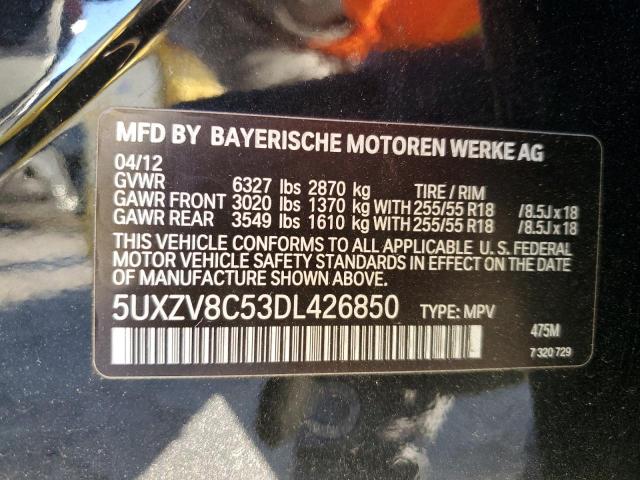 MFD BY BAYERISCHE MOTOREN WERKE AG
04/12
GVWR 6327 lbs 2870 kg TIRE / RIM
GAWR FRONT 3020 lbs 1370 kg WITH 255/55 R18 /8.5J x 18
GAWR REAR 3549 lbs 1610 kg WITH 255/55 R18 /8.5J x 18
THIS VEHICLE CONFORMS TO ALL APPLICABLE U. S. FEDERAL
MOTOR VEHICLE SAFETY STANDARDS IN EFFECT ON THE DATE
OF MANUFACTURE SHOWN ABOVE.
5UXZV8C53DL426850 TYPE: MPV
475M
7 320 729